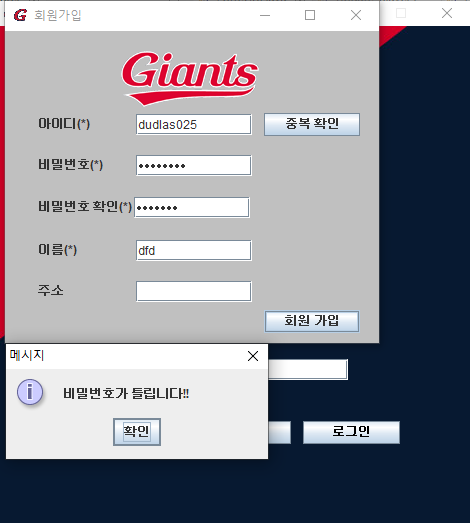 회원가입
Giants
아이디(*)
dudlas025
중복 확인
비밀번호(*)
••••••••
비밀번호 확인(*)
•••••••
이름(*)
dfd
주소
회원 가입
메시지
비밀번호가 틀립니다!!
확인
로그인